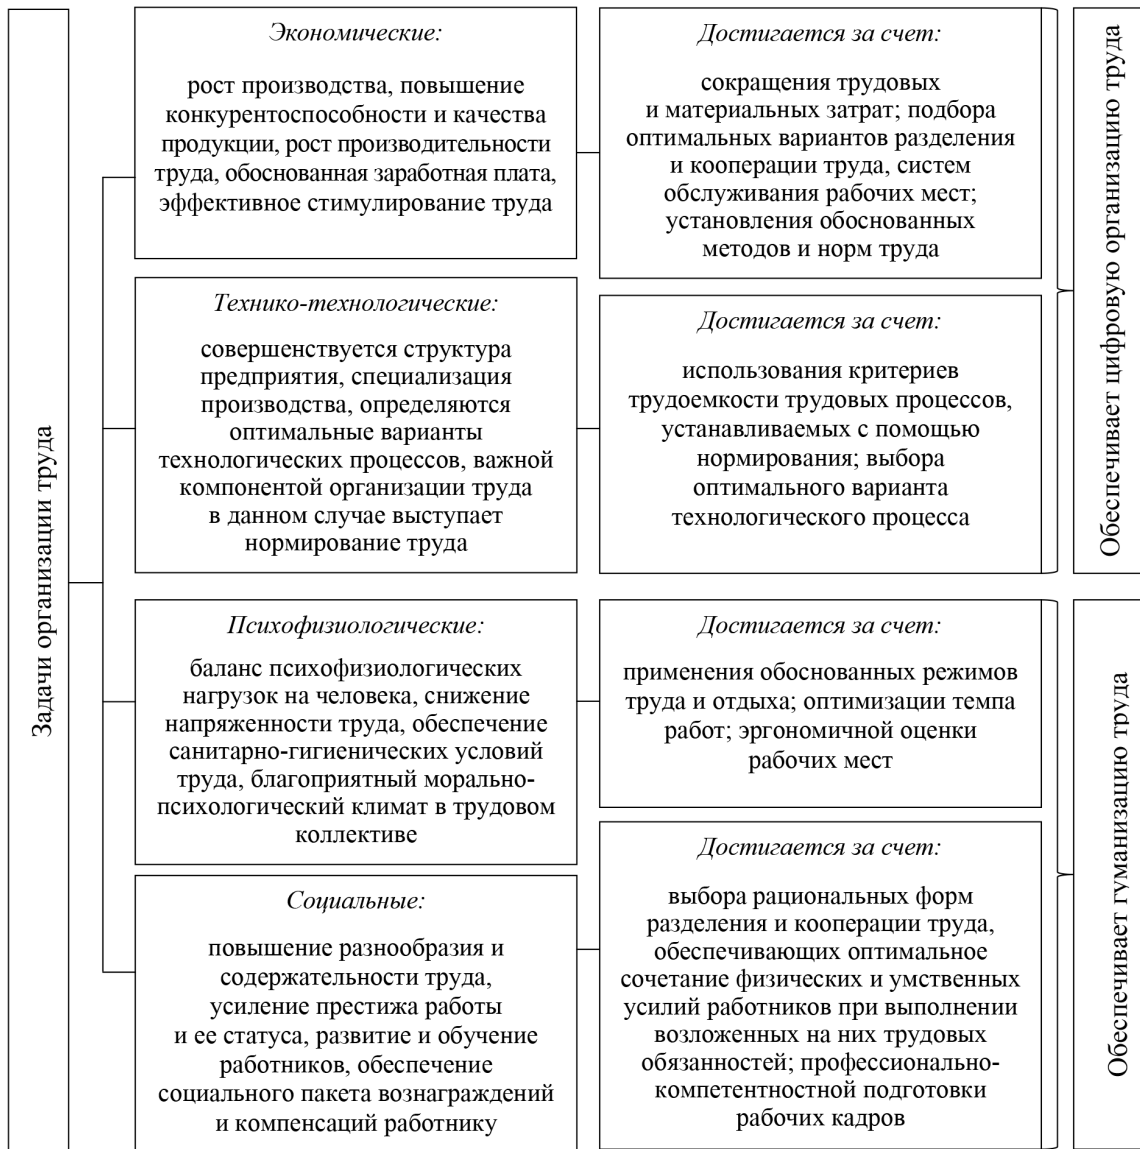 Задачи организации труда
Экономические:
рост производства, повышение
конкурентоспособности и качества
продукции, рост производительности
труда, обоснованная заработная плата,
эффективное стимулирование труда
Достигается за счет:
сокращения трудовых
и материальных затрат; подбора
оптимальных вариантов разделения
и кооперации труда, систем
обслуживания рабочих мест;
установления обоснованных
методов и норм труда
Технико-технологические:
совершенствуется структура
предприятия, специализация
производства, определяются
оптимальные варианты
технологических процессов, важной
компонентой организации труда
в данном случае выступает
нормирование труда
Достигается за счет:
использования критериев
трудоемкости трудовых процессов,
устанавливаемых с помощью
нормирования; выбора
оптимального варианта
технологического процесса
Обеспечивает цифровую организацию труда
Психофизиологические:
баланс психофизиологических
нагрузок на человека, снижение
напряженности труда, обеспечение
санитарно-гигиенических условий
труда, благоприятный морально-
психологический климат в трудовом
коллективе
Достигается за счет:
применения обоснованных режимов
труда и отдыха; оптимизации темпа
работ; эргономичной оценки
рабочих мест
Социальные:
повышение разнообразия и
содержательности труда,
усиление престижа работы
и ее статуса, развитие и обучение
работников, обеспечение
социального пакета вознаграждений
и компенсаций работнику
Достигается за счет:
выбора рациональных форм
разделения и кооперации труда,
обеспечивающих оптимальное
сочетание физических и умственных
усилий работников при выполнении
возложенных на них трудовых
обязанностей; профессионально-
компетентностной подготовки
рабочих кадров
Обеспечивает гуманизацию труда